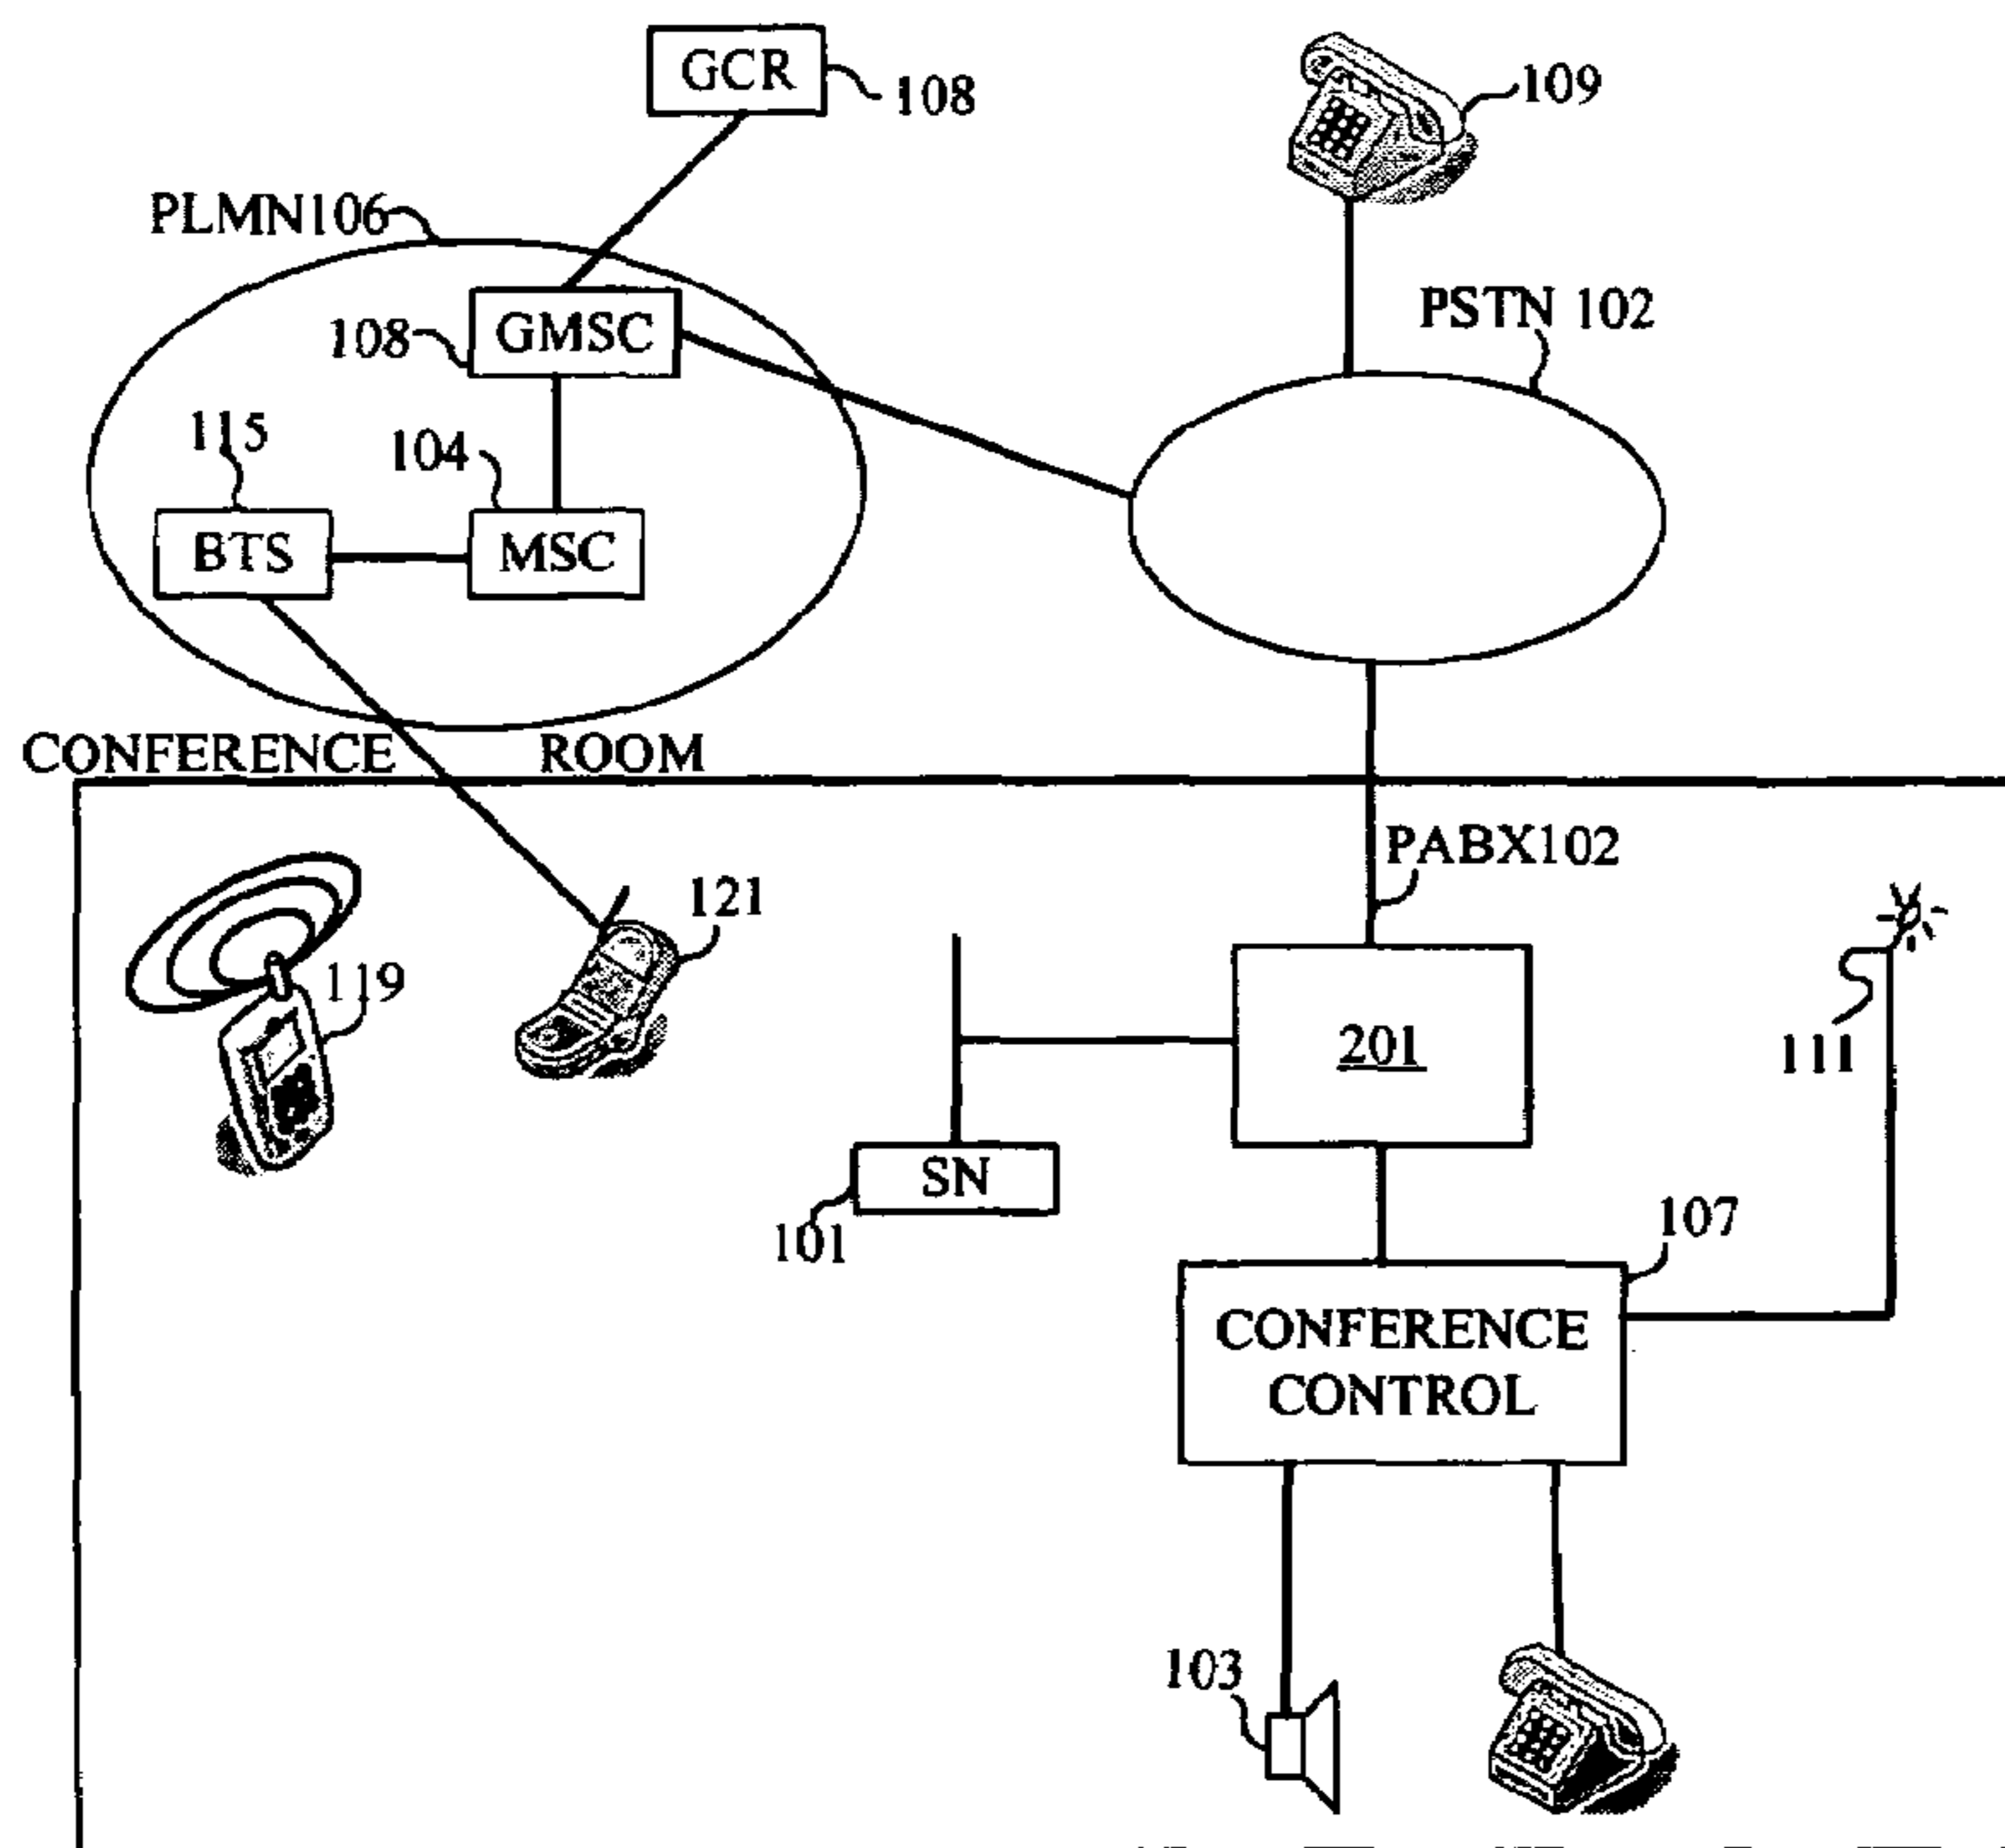 GCR
108
109
PLMN106
PSTN 102
108
GMSC
115
104
BTS
MSC
CONFERENCE ROOM
PABX102
121
119
201
111
SN
101
107
CONFERENCE
CONTROL
103